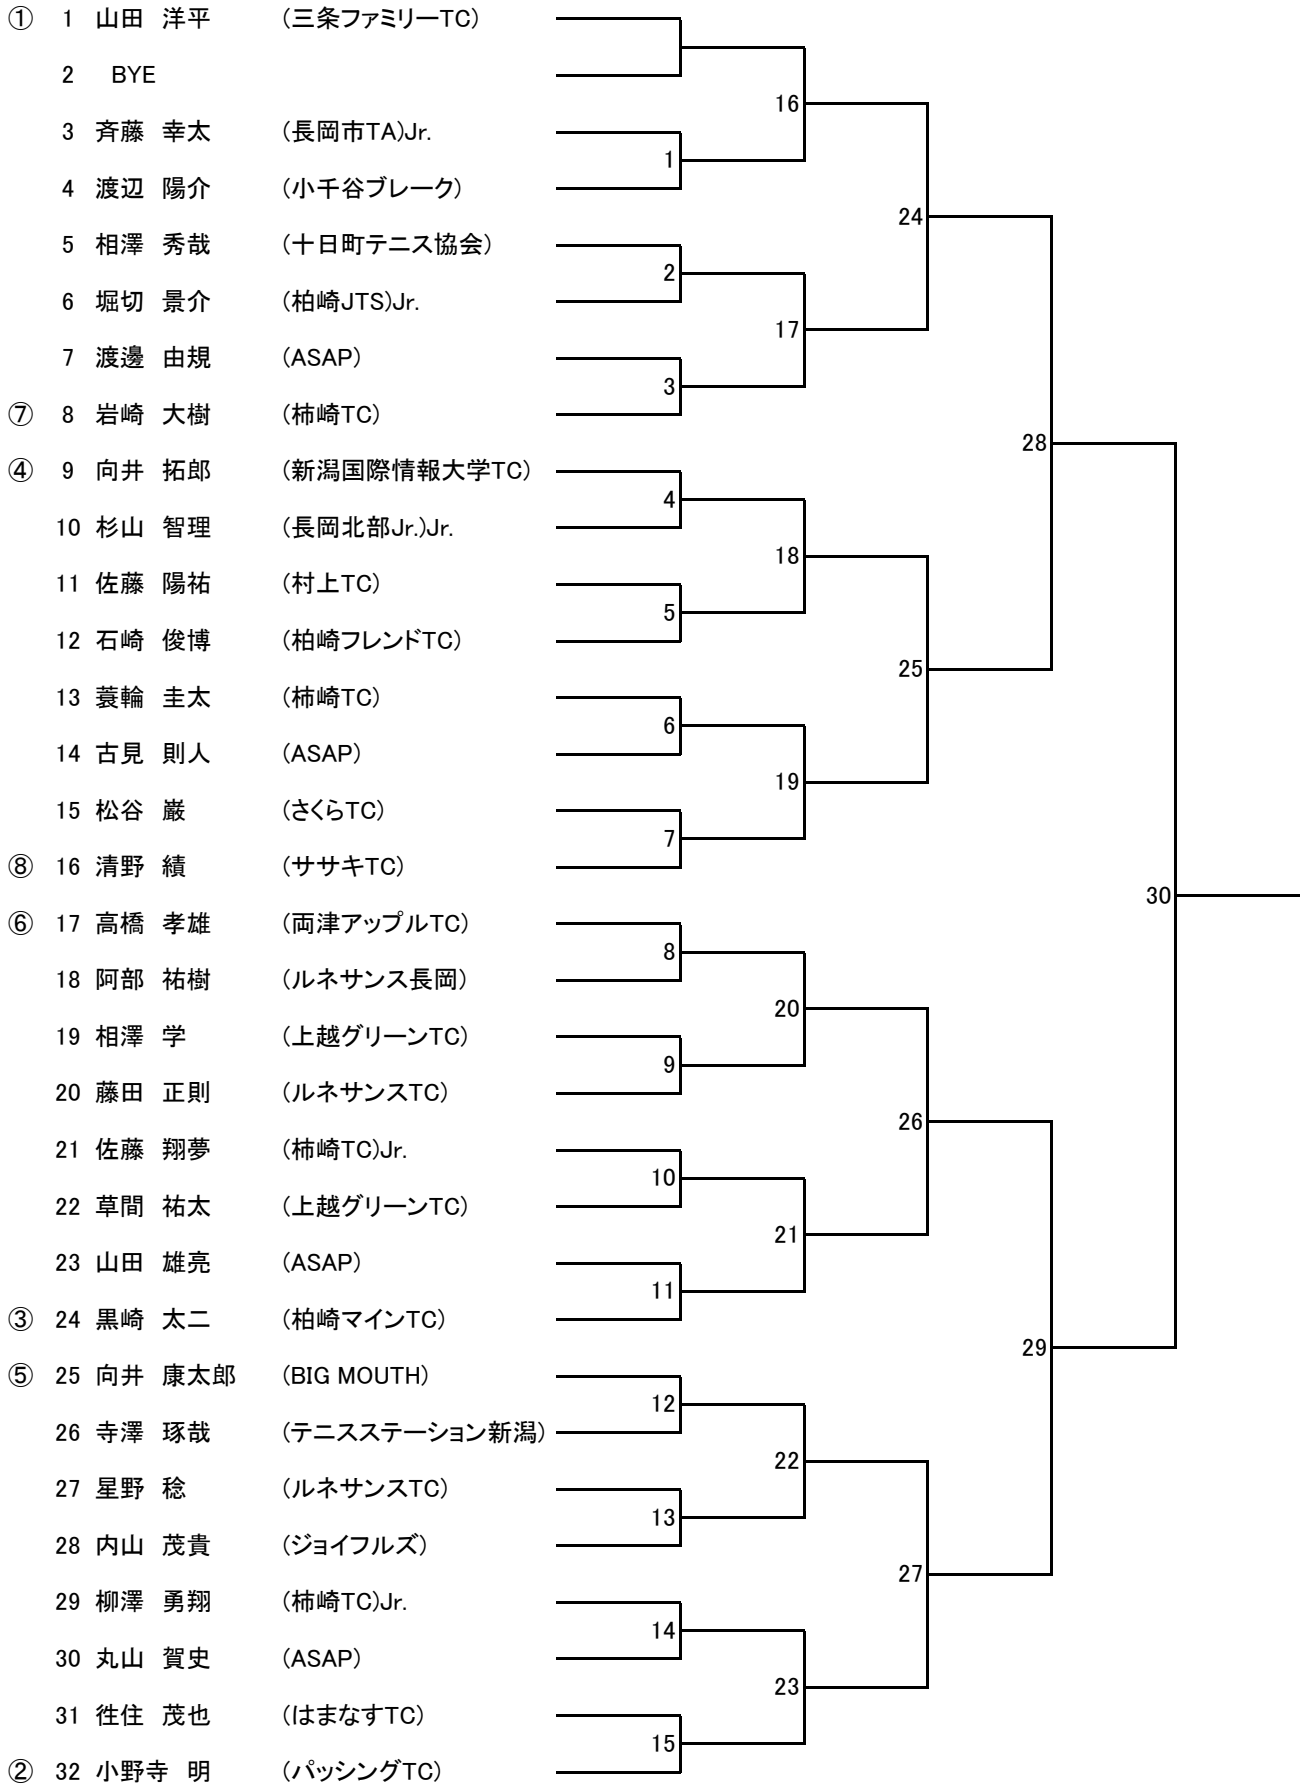 ① 1 山田 洋平 (三条ファミリーTC)
2 BYE
16
3 斉藤 幸太 (長岡市TA)Jr.
1
4 渡辺 陽介 (小千谷ブレーク)
24
5 相澤 秀哉 (十日町テニス協会)
2
6 堀切 景介 (柏崎JTS)Jr.
17
7 渡邊 由規 (ASAP)
3
⑦ 8 岩崎 大樹 (柿崎TC)
28
④ 9 向井 拓郎 (新潟国際情報大学TC)
4
10 杉山 智理 (長岡北部Jr.)Jr.
18
11 佐藤 陽祐 (村上TC)
5
12 石崎 俊博 (柏崎フレンドTC)
25
13 蓑輪 圭太 (柿崎TC)
6
14 古見 則人 (ASAP)
19
15 松谷 巌 (さくらTC)
7
⑧ 16 清野 績 (ササキTC)
30
⑥ 17 高橋 孝雄 (両津アップルTC)
8
18 阿部 祐樹 (ルネサンス長岡)
20
19 相澤 学 (上越グリーンTC)
9
20 藤田 正則 (ルネサンスTC)
26
21 佐藤 翔夢 (柿崎TC)Jr.
10
22 草間 祐太 (上越グリーンTC)
21
23 山田 雄亮 (ASAP)
11
③ 24 黒崎 太二 (柏崎マインTC)
29
⑤ 25 向井 康太郎 (BIG MOUTH)
12
26 寺澤 琢哉 (テニスステーション新潟)
22
27 星野 稔 (ルネサンスTC)
13
28 内山 茂貴 (ジョイフルズ)
27
29 柳澤 勇翔 (柿崎TC)Jr.
14
30 丸山 賀史 (ASAP)
23
31 徃住 茂也 (はまなすTC)
15
② 32 小野寺 明 (パッシングTC)